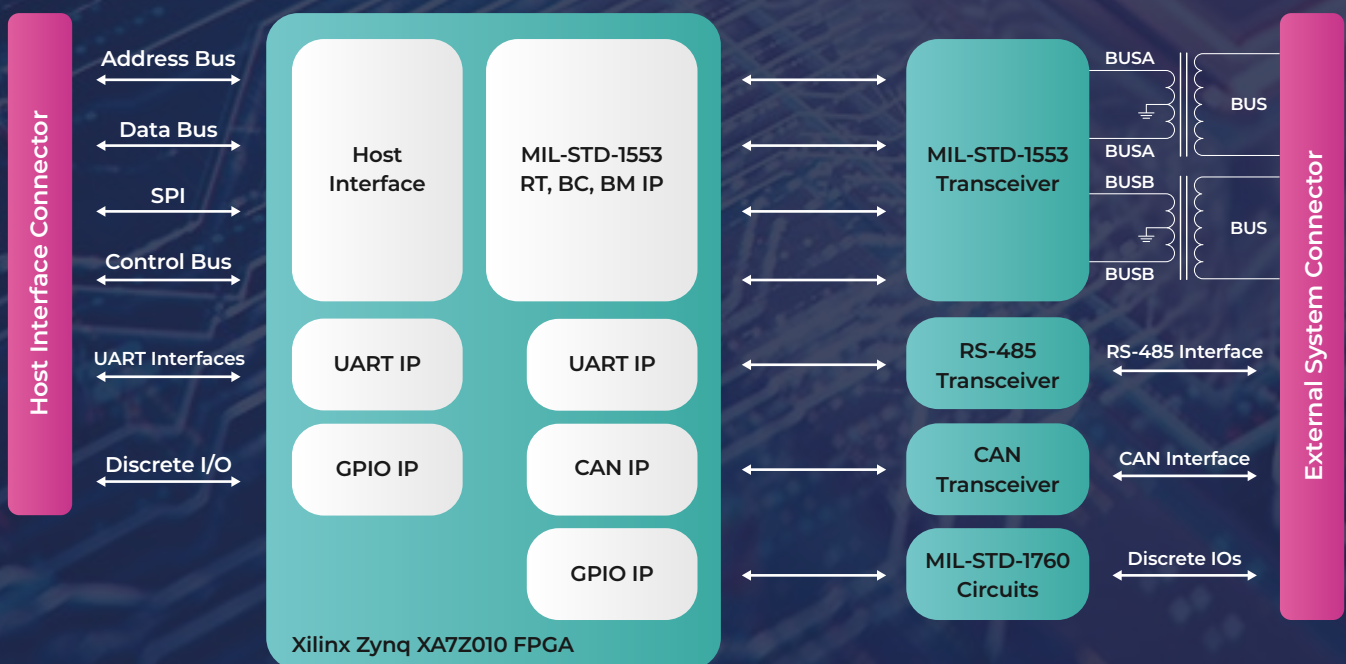 Host Interface Connector
Address Bus
Data Bus
SPI
Control Bus
UART Interfaces
Discrete I/O
Host
Interface
MIL-STD-1553
RT, BC, BM IP
UART IP
UART IP
GPIO IP
CAN IP
GPIO IP
Xilinx Zynq XA7Z010 FPGA
MIL-STD-1553
Transceiver
RS-485
Transceiver
CAN
Transceiver
MIL-STD-1760
Circuits
BUSA
BUS
BUSA
BUSB
BUS
BUSB
RS-485 Interface
CAN Interface
Discrete IOs
External System Connector